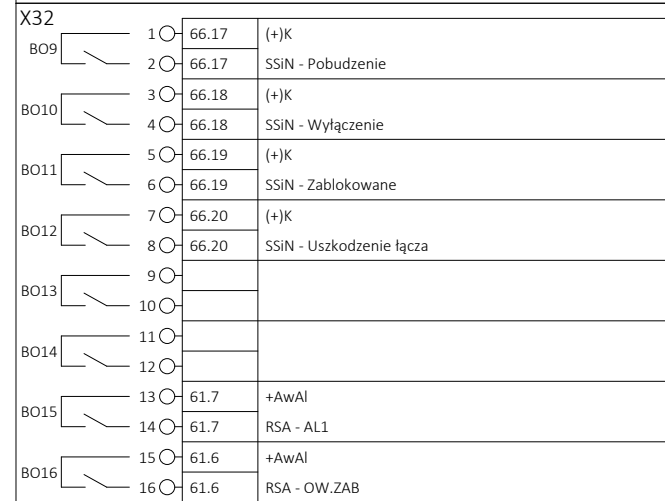 X32
BO9
1 66.17 (+)K
2 66.17 SSiN - Pobudzenie
BO10
3 66.18 (+)K
4 66.18 SSiN - Wyłączenie
BO11
5 66.19 (+)K
6 66.19 SSiN - Zablokowane
BO12
7 66.20 (+)K
8 66.20 SSiN - Uszkodzenie łącza
BO13
9
10
BO14
11
12
BO15
13 61.7 +AwAl
14 61.7 RSA - AL1
BO16
15 61.6 +AwAl
16 61.6 RSA - OW.ZAB